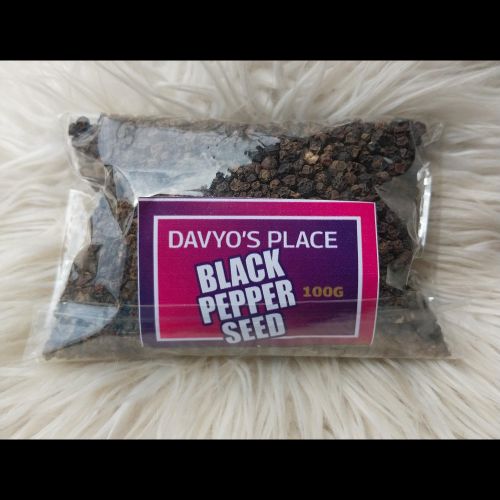 DAVYO'S PLACE
BLACK
PEPPER
SEED
100G